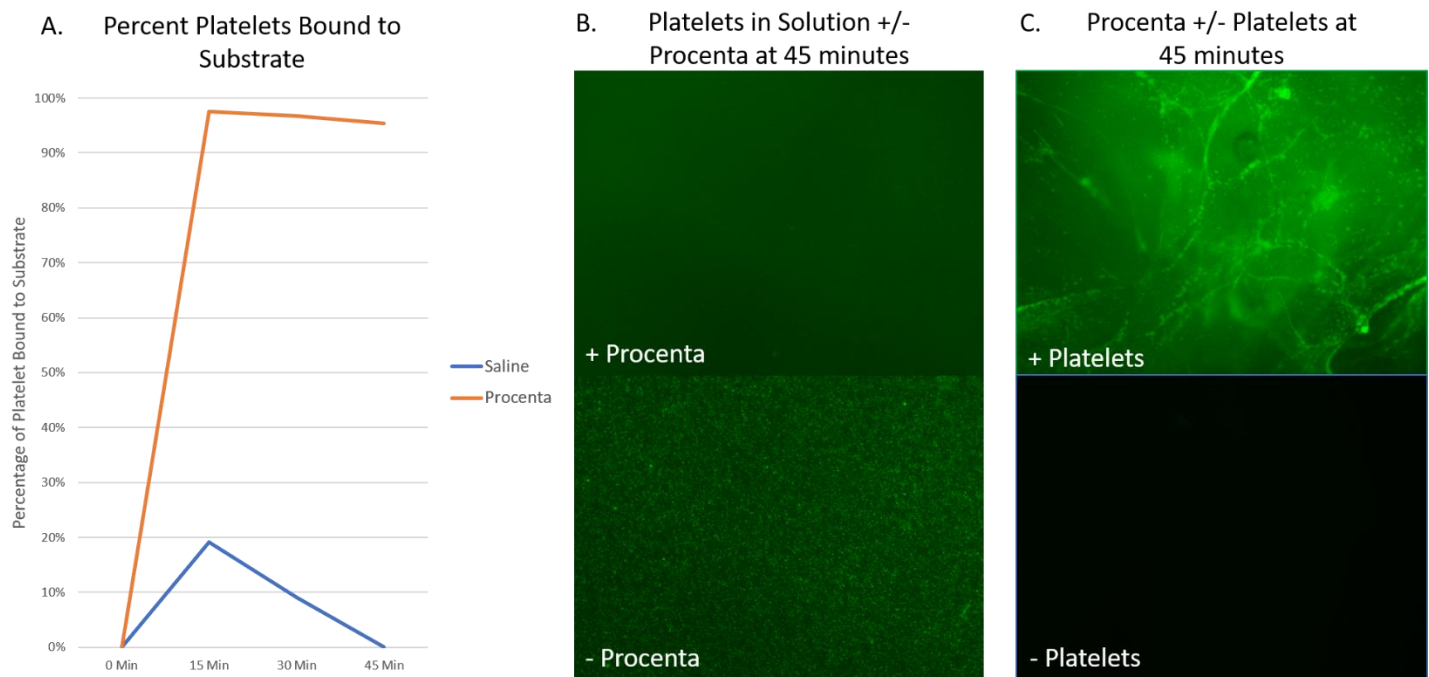 A. Percent Platelets Bound to
Substrate
Percentage of Platelet Bound to Substrate
100%
90%
80%
70%
60%
50%
40%
30%
20%
10%
0%
0 Min
15 Min
30 Min
45 Min
Saline
Procenta
B. Platelets in Solution +/-
Procenta at 45 minutes
+ Procenta
- Procenta
C. Procenta +/- Platelets at
45 minutes
+ Platelets
- Platelets